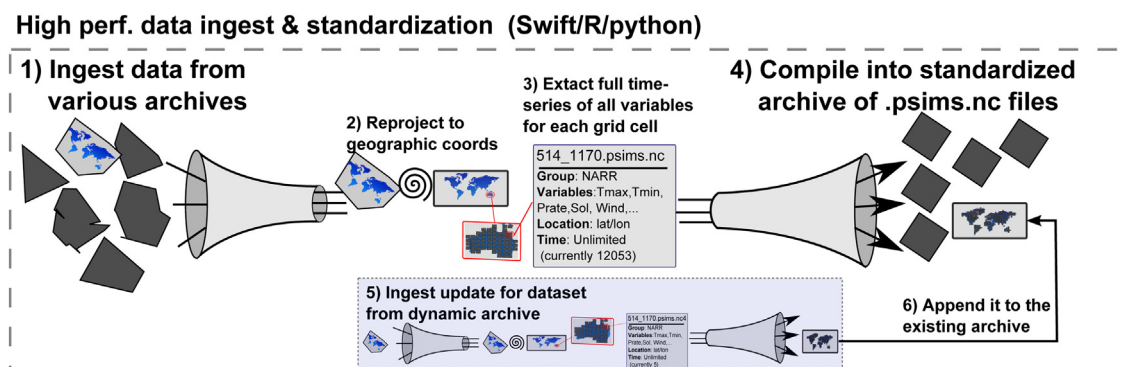 High perf. data ingest & standardization (Swift/R/python)
1) Ingest data from
various archives
2) Reproject to
geographic coords
3) Extact full time-
series of all variables
for each grid cell
514_1170.psims.nc
Group: NARR
Variables:Tmax,Tmin,
Prate,Sol, Wind,...
Location: lat/lon
Time: Unlimited
(currently 12053)
4) Compile into standardized
archive of .psims.nc files
5) Ingest update for dataset
from dynamic archive
514_1170.psims.nc4
Group: NARR
Variables:Tmax,Tmin,
Prate,Sol, Wind,...
Location: lat/lon
Time: Unlimited
(currently 5)
6) Append it to the
existing archive